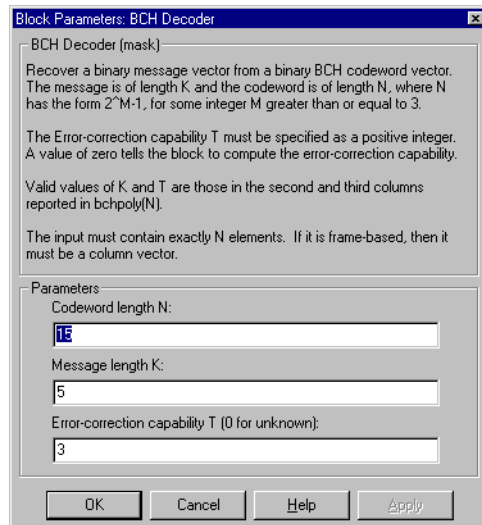 Block Parameters: BCH Decoder
BCH Decoder (mask)
Recover a binary message vector from a binary BCH codeword vector.
The message is of length K and the codeword is of length N, where N
has the form 2^M-1, for some integer M greater than or equal to 3.
The Error-correction capability T must be specified as a positive integer.
A value of zero tells the block to compute the error-correction capability.
Valid values of K and T are those in the second and third columns
reported in bchpoly(N).
The input must contain exactly N elements.  If it is frame-based, then it
must be a column vector.
Parameters
Codeword length N:
15
Message length K:
5
Error-correction capability T (0 for unknown):
3
OK Cancel Help Apply